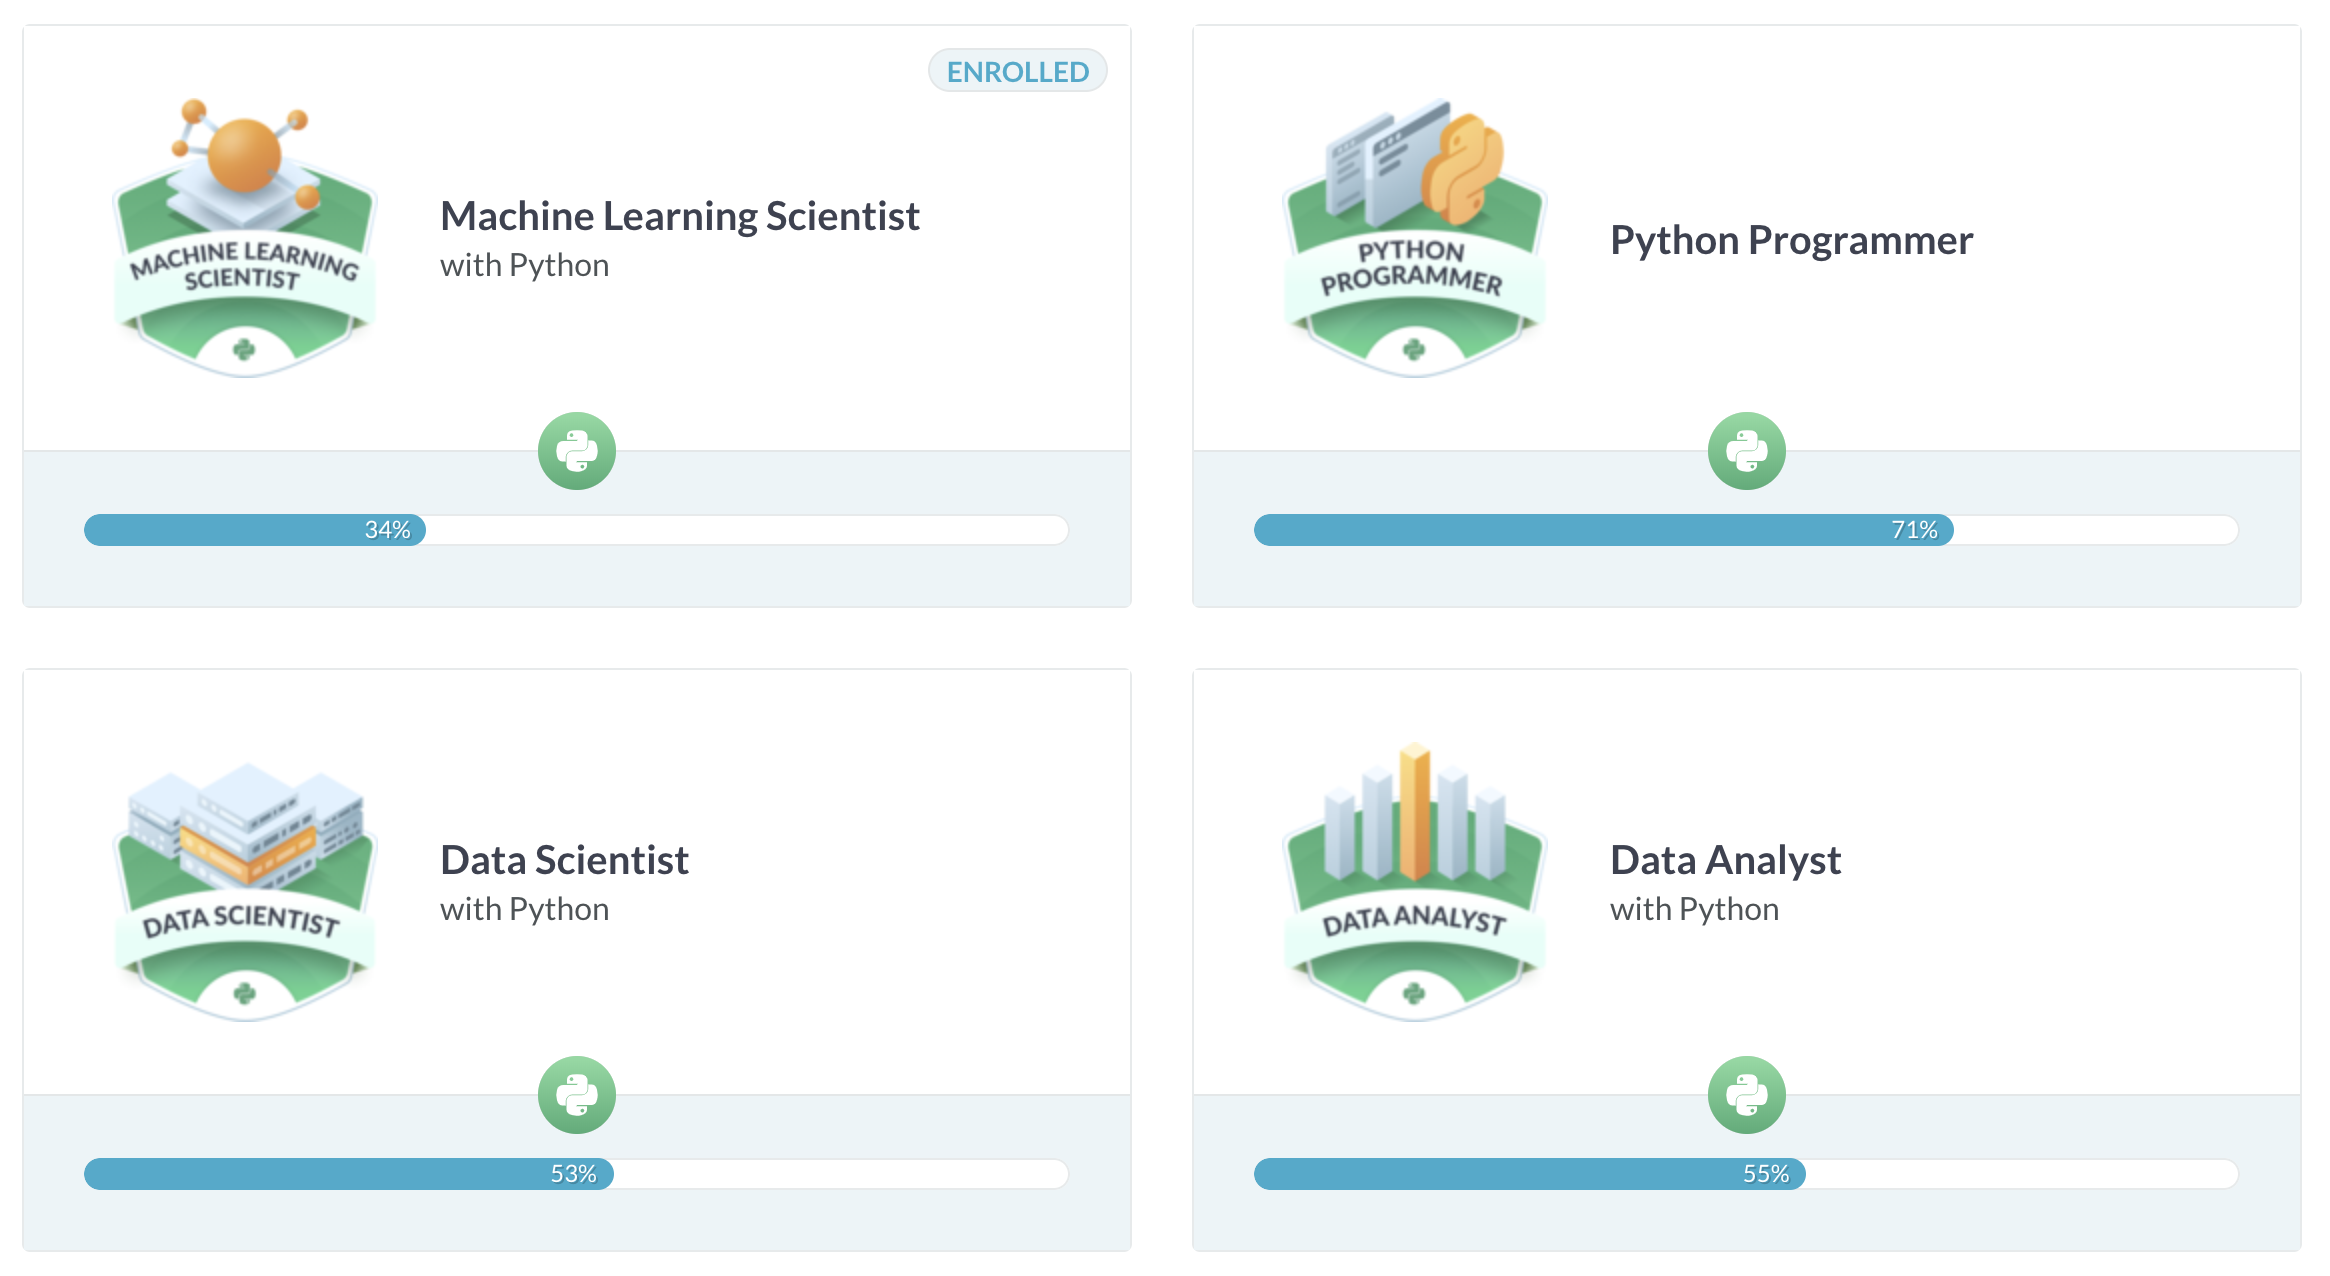 ENROLLED
MACHINE LEARNING
SCIENTIST
Machine Learning Scientist
with Python
34%
PYTHON
PROGRAMMER
Python Programmer
71%
DATA SCIENTIST
Data Scientist
with Python
53%
DATA ANALYST
Data Analyst
with Python
55%